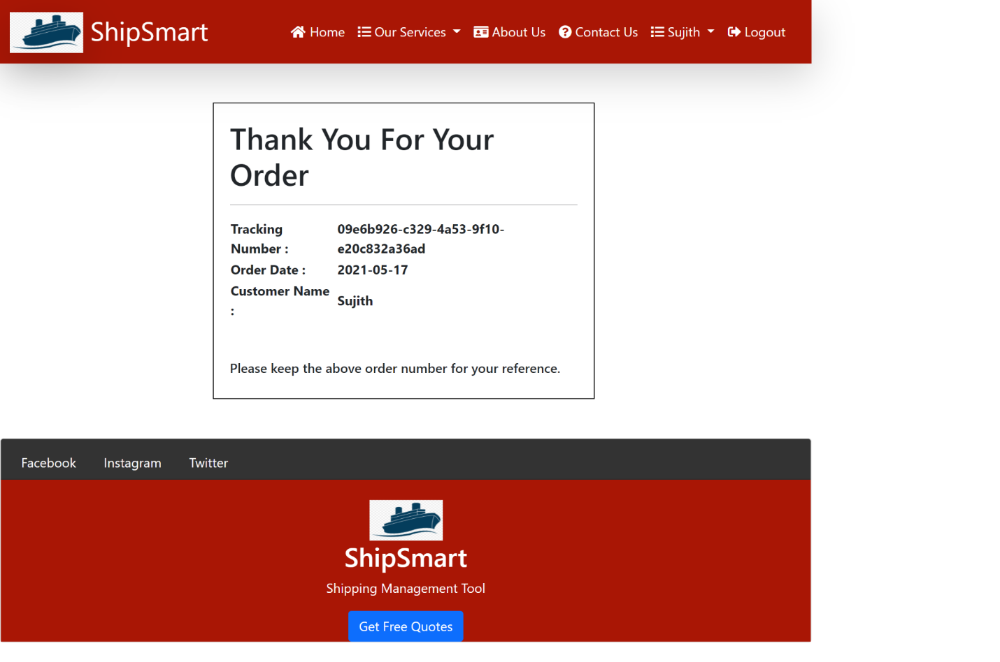 ShipSmart
Home Our Services About Us Contact Us Sujith Logout
Thank You For Your
Order
Tracking
Number :
09e6b926-c329-4a53-9f10-
e20c832a36ad
Order Date : 2021-05-17
Customer Name
:
Sujith
Please keep the above order number for your reference.
Facebook Instagram Twitter
ShipSmart
Shipping Management Tool
Get Free Quotes